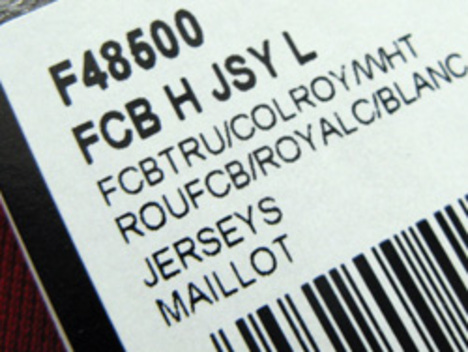 F48500
FCB H JSY L
FCBTRU/COLROY/WHT
ROUFCB/ROYALC/BLANC
JERSEYS
MAILLOT